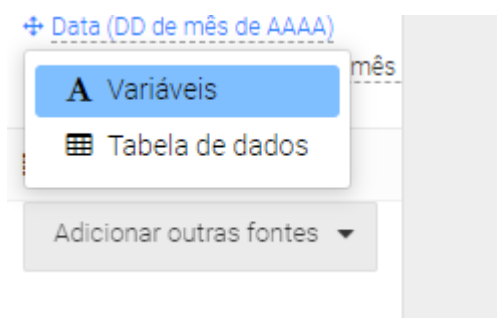 Data (DD de mês de AAAA)
mês
Variáveis
Tabela de dados
Adicionar outras fontes